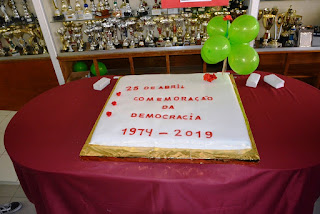 25 DE ABRIL
COMEMORAÇÃO
DA
DEMOCRACIA
1974 - 2019